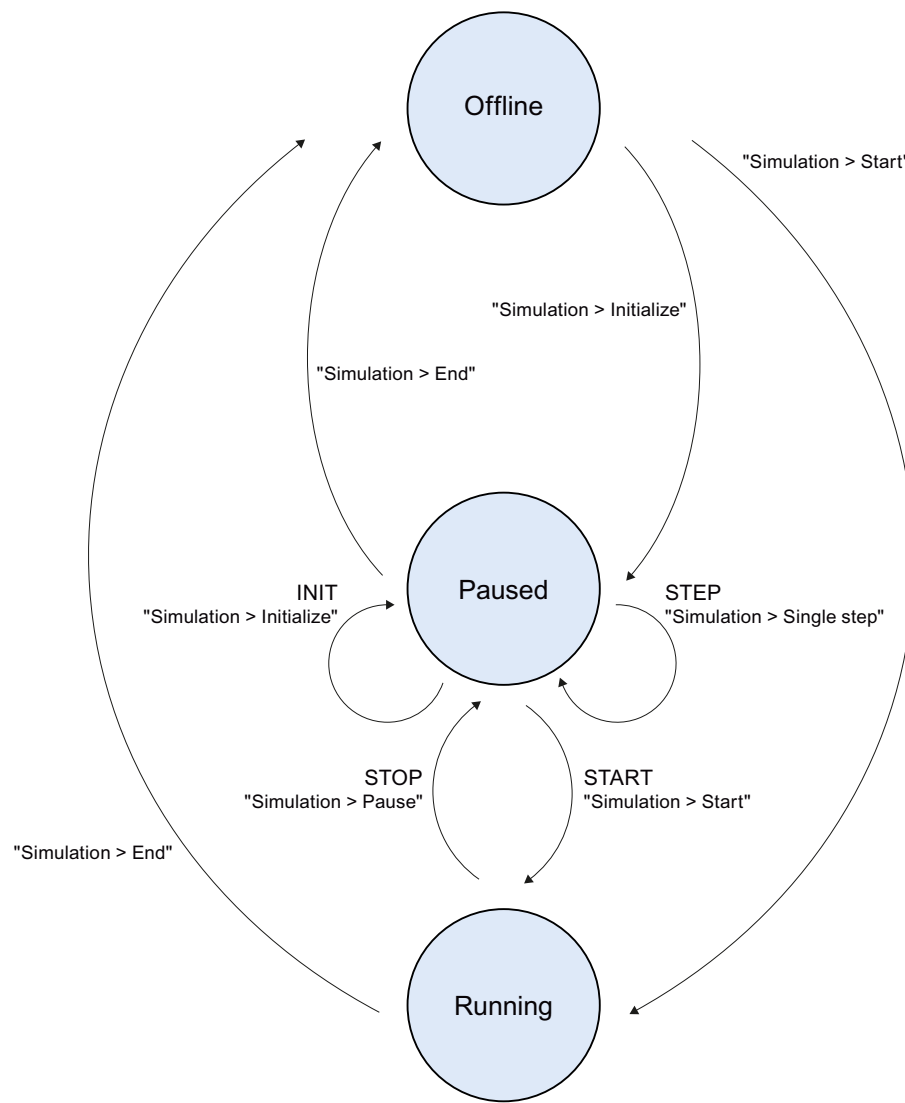 Offline
"Simulation > Start"
"Simulation > Initialize"
"Simulation > End"
Paused
INIT
"Simulation > Initialize"
STEP
"Simulation > Single step"
STOP
"Simulation > Pause"
START
"Simulation > Start"
"Simulation > End"
Running